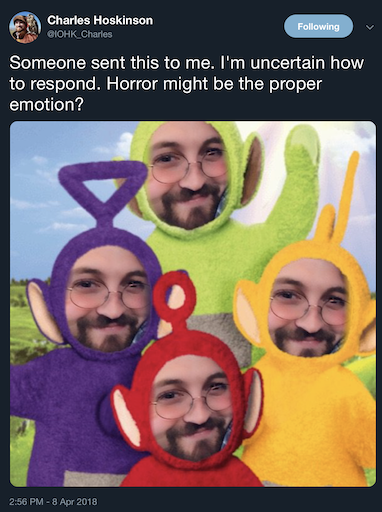 Charles Hoskinson
@IOHK_Charles
Following
Someone sent this to me. I'm uncertain how
to respond. Horror might be the proper
emotion?
2:56 PM - 8 Apr 2018